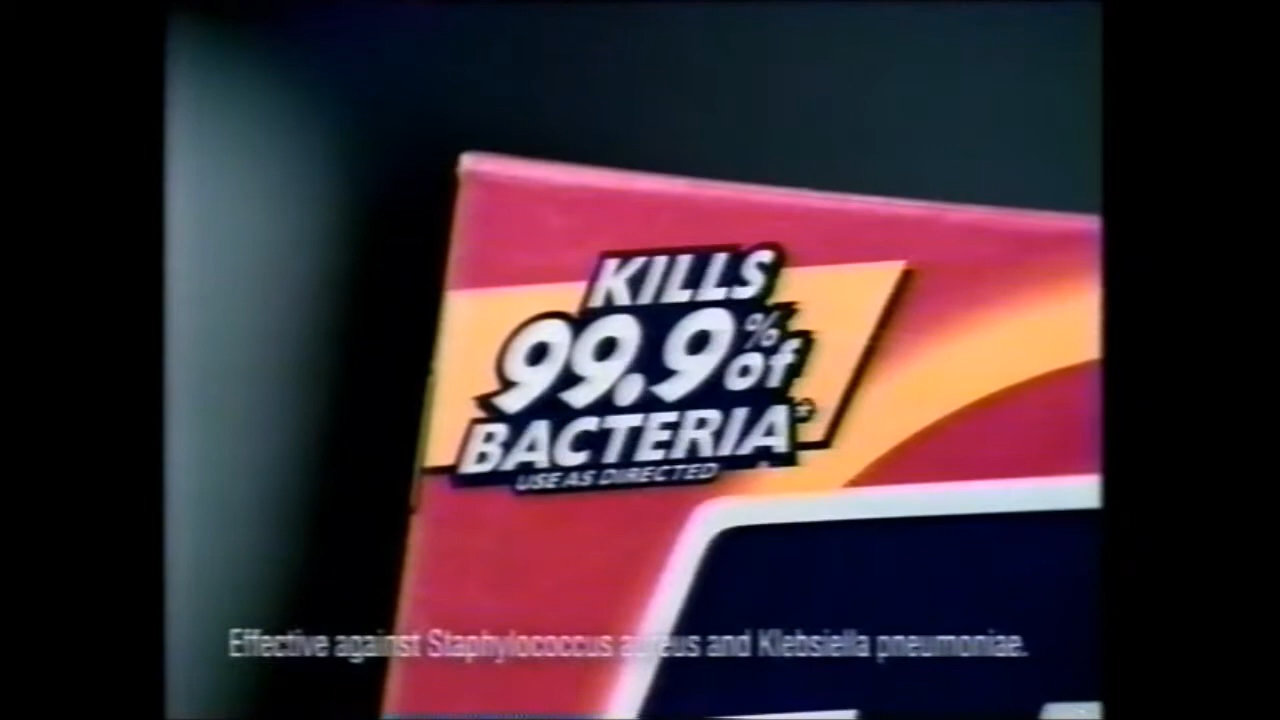 KILLS
99.9% of
BACTERIA*
USE AS DIRECTED
Effective against Staphylococcus aureus and Klebsiella pneumoniae.